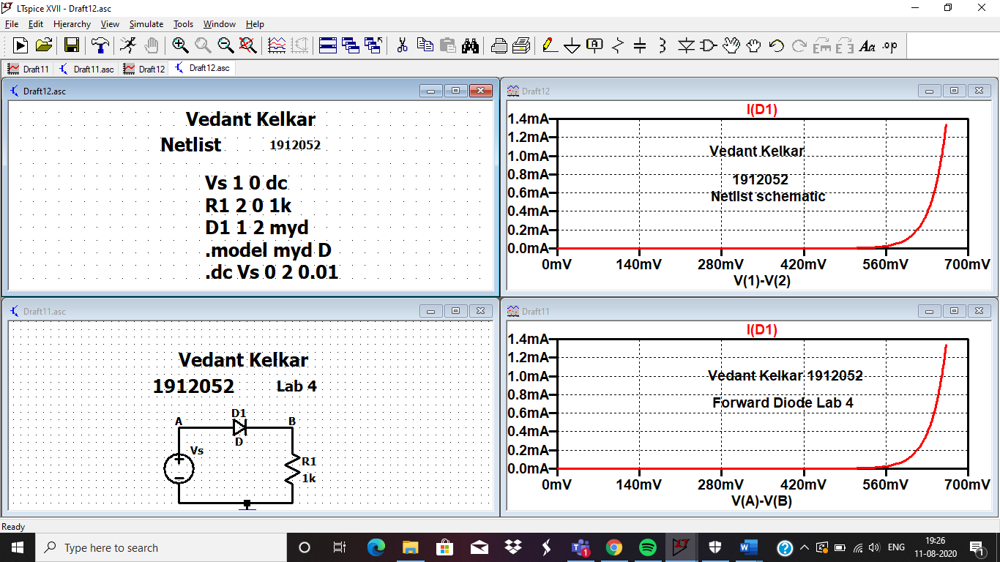 LTspice XVII - Draft12.asc
File Edit Hierarchy View Simulate Tools Window Help
Draft11 Draft11.asc Draft12 Draft12.asc
Draft12.asc
Vedant Kelkar
Netlist 1912052
Vs 1 0 dc
R1 2 0 1k
D1 1 2 myd
.model myd D
.dc Vs 0 2 0.01
Draft12
I(D1)
1.4mA
1.2mA
1.0mA
0.8mA
0.6mA
0.4mA
0.2mA
0.0mA
Vedant Kelkar
1912052
Netlist schematic
0mV 140mV 280mV 420mV 560mV 700mV
V(1)-V(2)
Draft11.asc
Vedant Kelkar
1912052 Lab 4
D1
A B
D
Vs
R1
1k
Draft11
I(D1)
1.4mA
1.2mA
1.0mA
0.8mA
0.6mA
0.4mA
0.2mA
0.0mA
Vedant Kelkar 1912052
Forward Diode Lab 4
0mV 140mV 280mV 420mV 560mV 700mV
V(A)-V(B)
Ready
Type here to search
ENG
19:26
11-08-2020